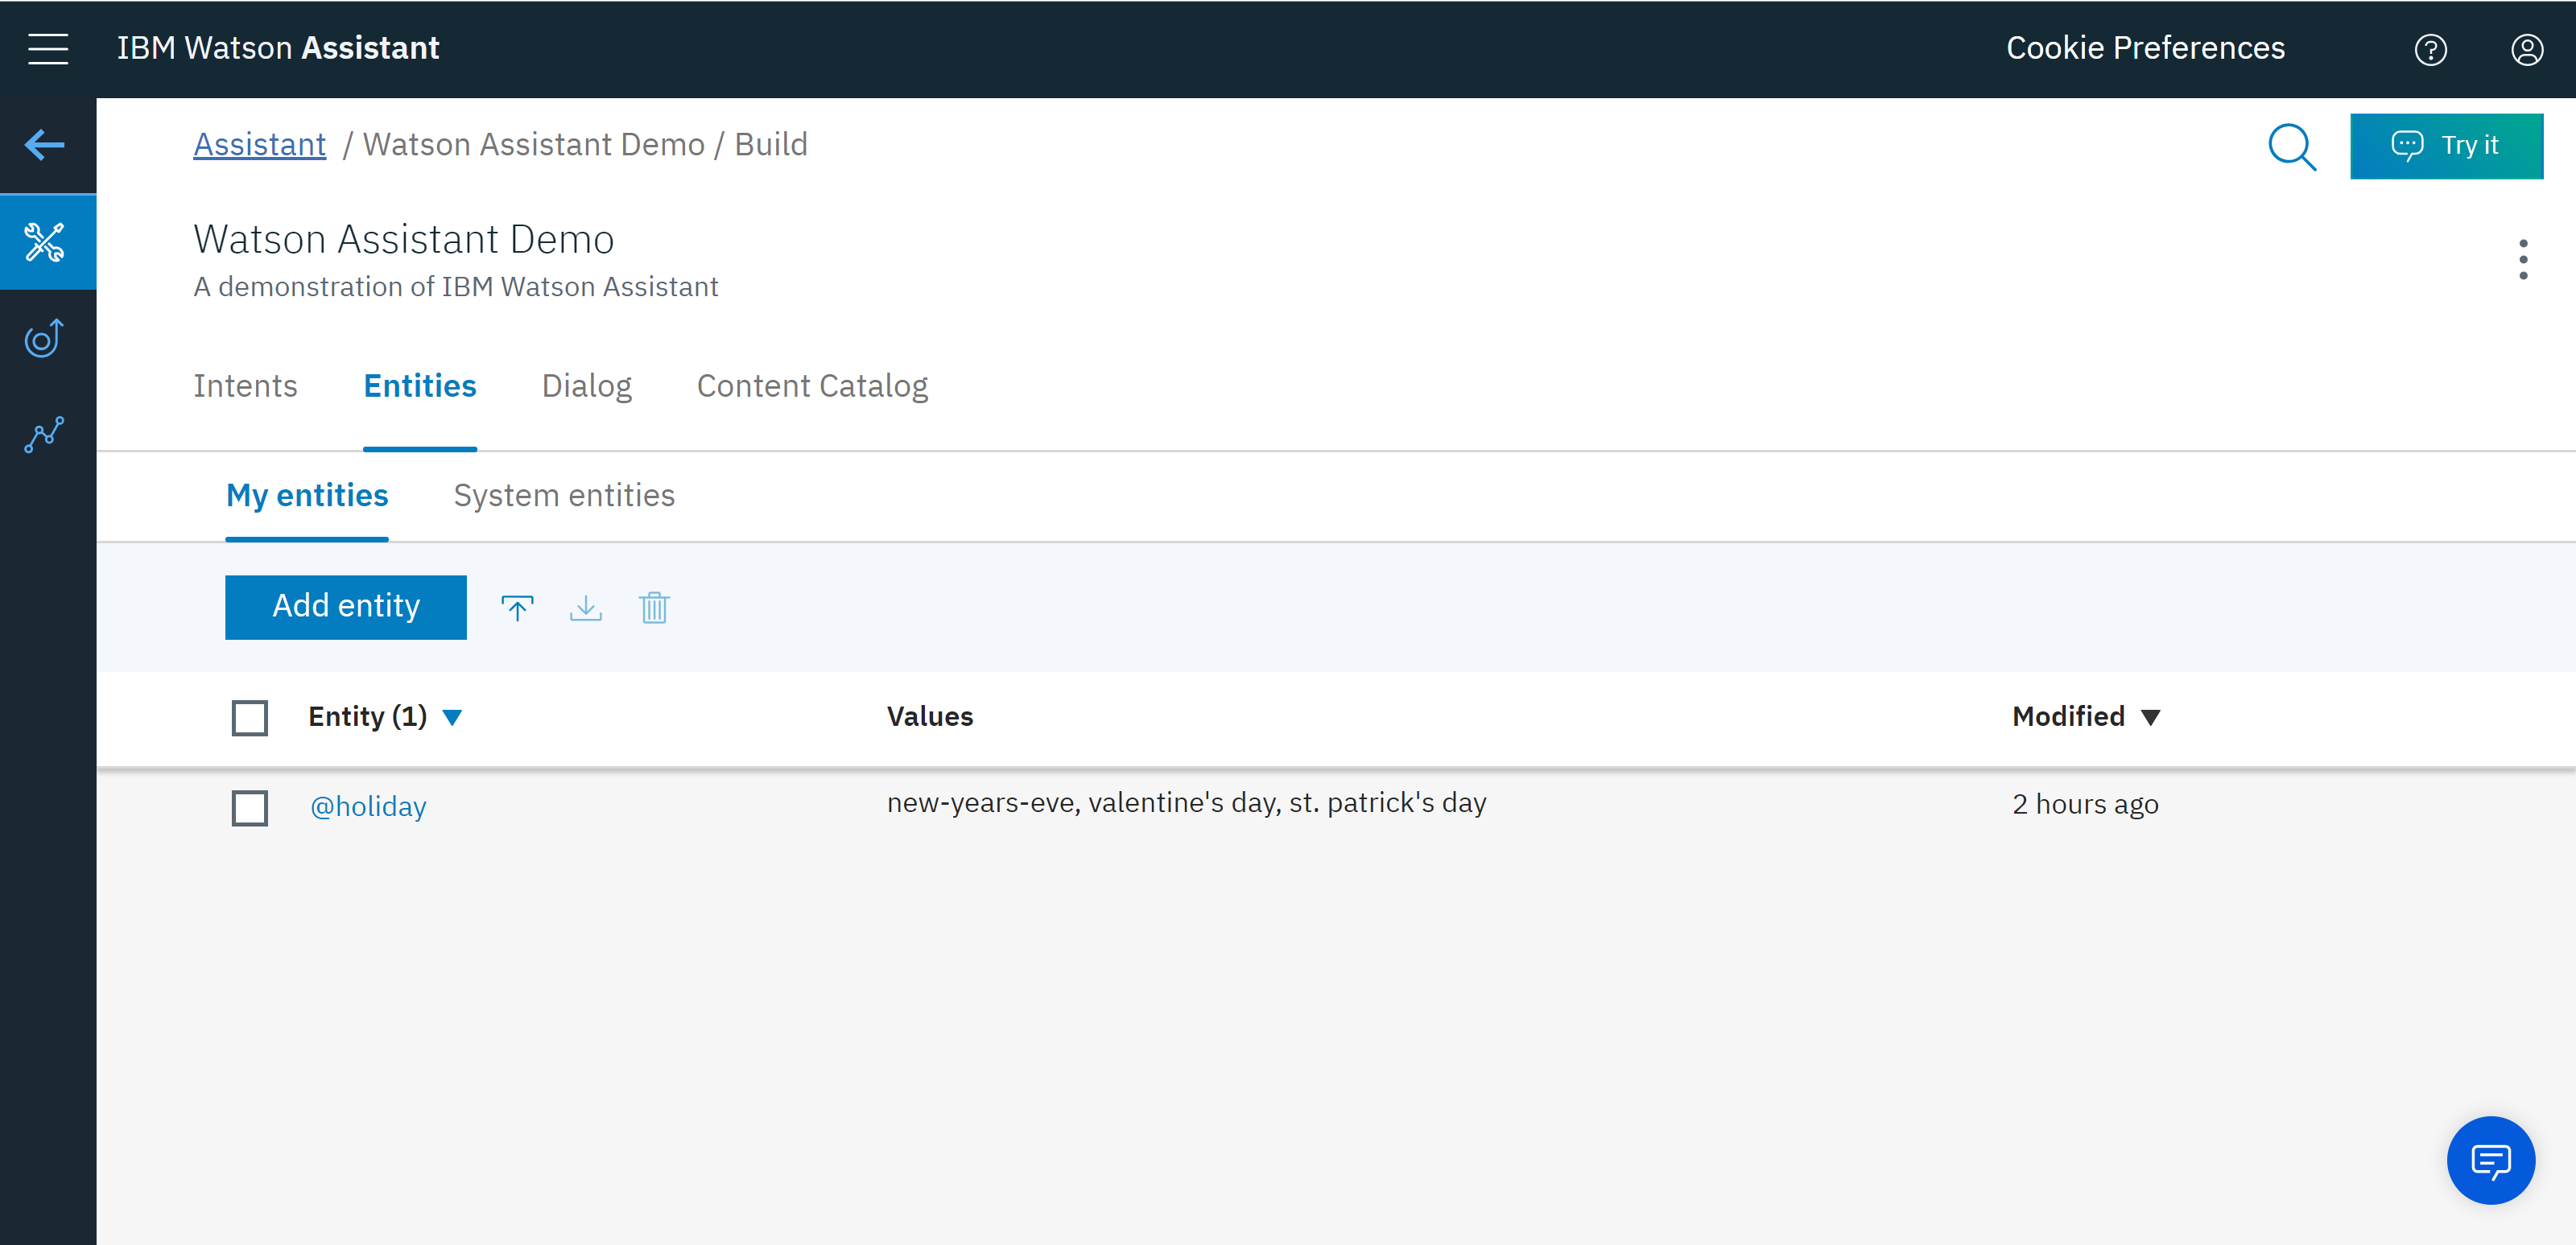 IBM Watson Assistant
Cookie Preferences
Assistant / Watson Assistant Demo / Build
Try it
Watson Assistant Demo
A demonstration of IBM Watson Assistant
Intents Entities Dialog Content Catalog
My entities System entities
Add entity
Entity (1) Values Modified
@holiday new-years-eve, valentine's day, st. patrick's day 2 hours ago